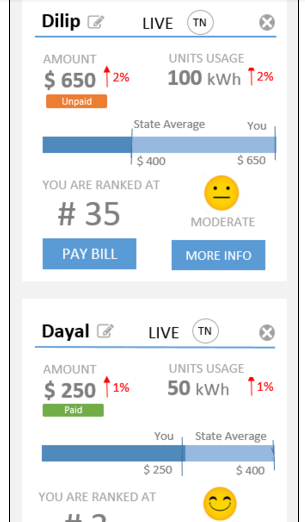 Dilip LIVE TN
AMOUNT UNITS USAGE
$ 650 2% 100 kWh 2%
Unpaid
State Average You
$ 400 $ 650
YOU ARE RANKED AT
# 35
MODERATE
PAY BILL MORE INFO
Dayal LIVE TN
AMOUNT UNITS USAGE
$ 250 1% 50 kWh 1%
Paid
You State Average
$ 250 $ 400
YOU ARE RANKED AT